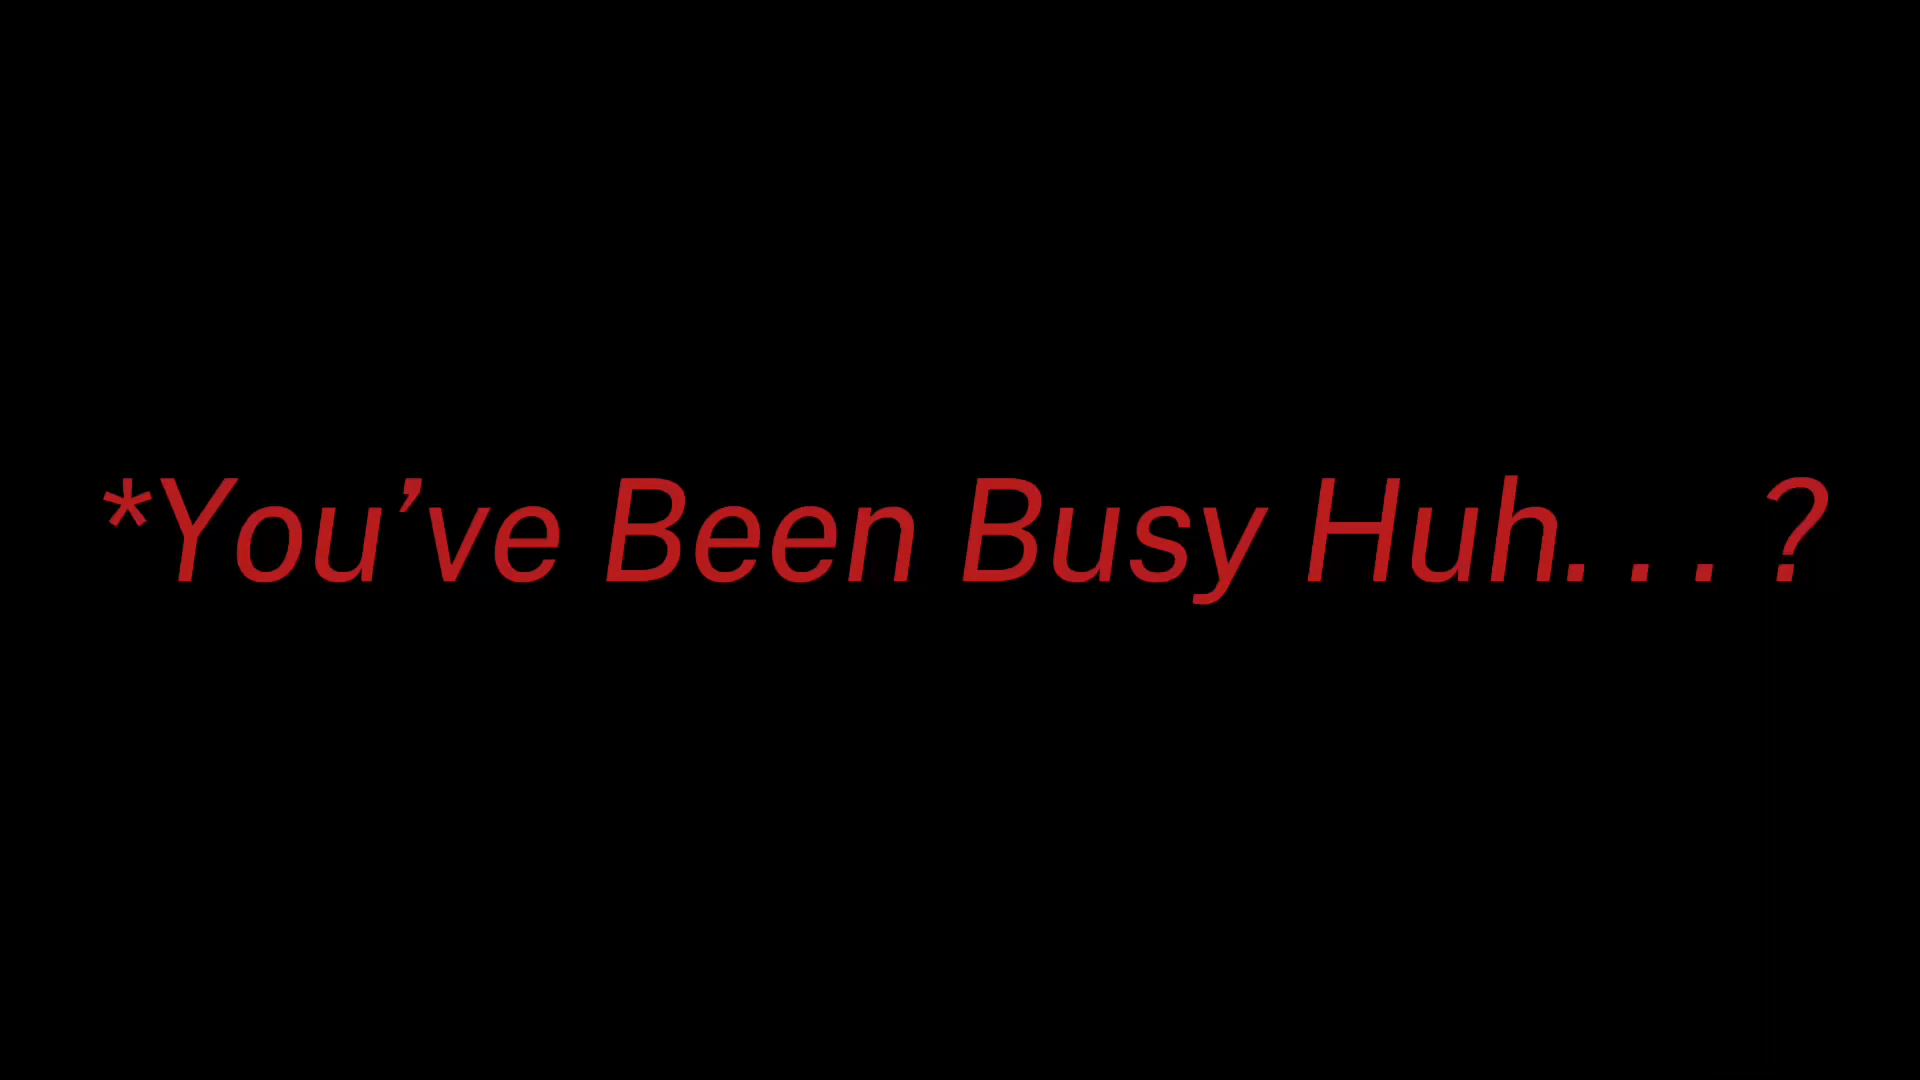 *You’ve Been Busy Huh. . . ?